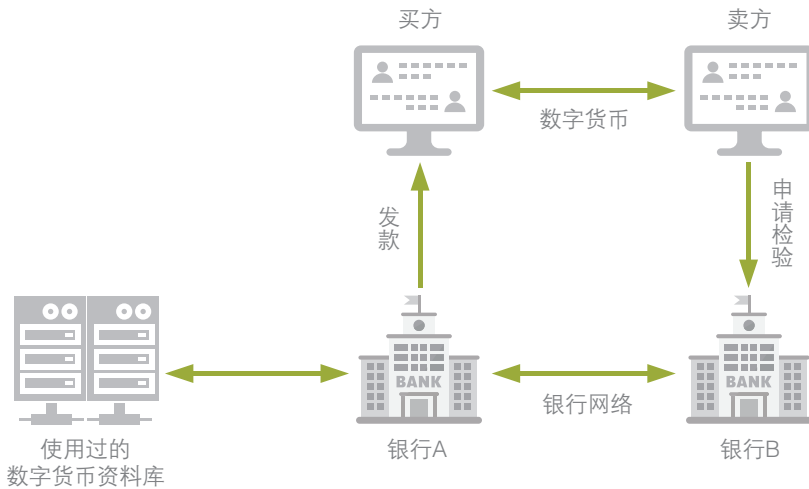 买方
卖方
数字货币
发款
申请检验
BANK
BANK
银行网络
使用过的
数字货币资料库
银行A
银行B